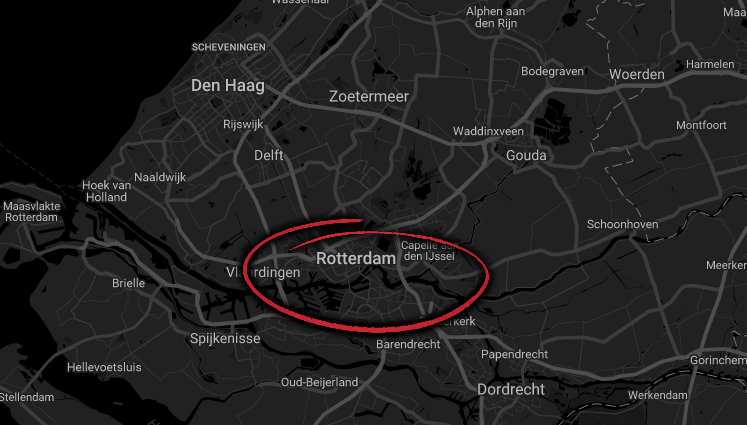 Wassenaar
Alphen aan
den Rijn
SCHEVENINGEN
Den Haag
Zoetermeer
Bodegraven
Woerden
Harmelen
Rijswijk
Waddinxveen
Montfoort
Delft
Gouda
Naaldwijk
Hoek van
Holland
Maasvlakte
Rotterdam
Schoonhoven
Capelle aan
den IJssel
Rotterdam
Vlaardingen
Brielle
Spijkenisse
Barendrecht
Papendrecht
Hellevoetsluis
Oud-Beijerland
Dordrecht
Werkendam
Stellendam